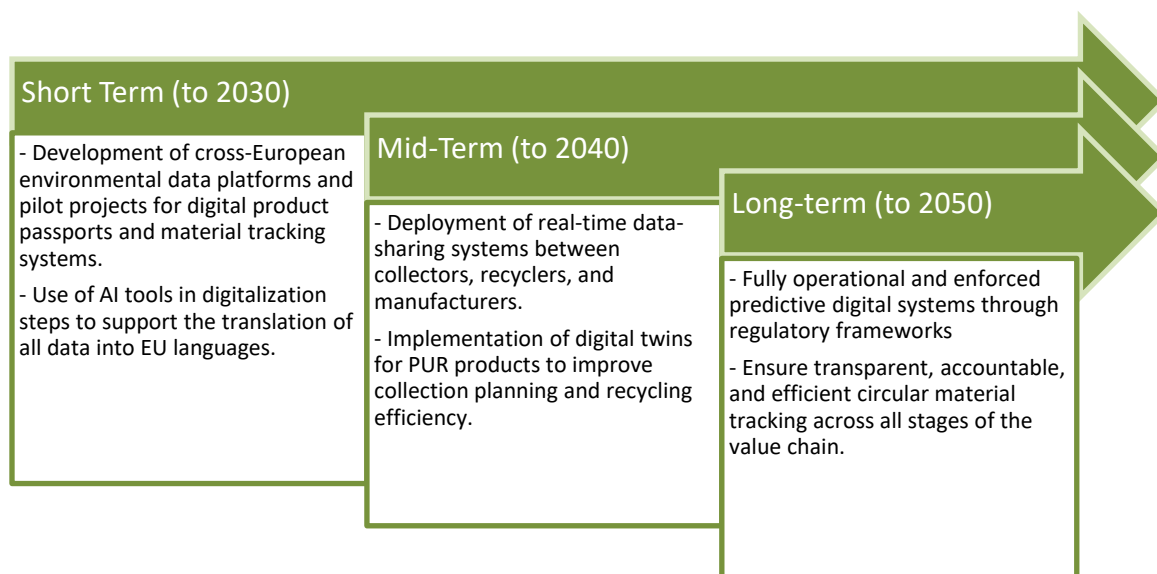 Short Term (to 2030)
- Development of cross-European
environmental data platforms and
pilot projects for digital product
passports and material tracking
systems.
- Use of AI tools in digitalization
steps to support the translation of
all data into EU languages.
Mid-Term (to 2040)
- Deployment of real-time data-
sharing systems between
collectors, recyclers, and
manufacturers.
- Implementation of digital twins
for PUR products to improve
collection planning and recycling
efficiency.
Long-term (to 2050)
- Fully operational and enforced
predictive digital systems through
regulatory frameworks
- Ensure transparent, accountable,
and efficient circular material
tracking across all stages of the
value chain.